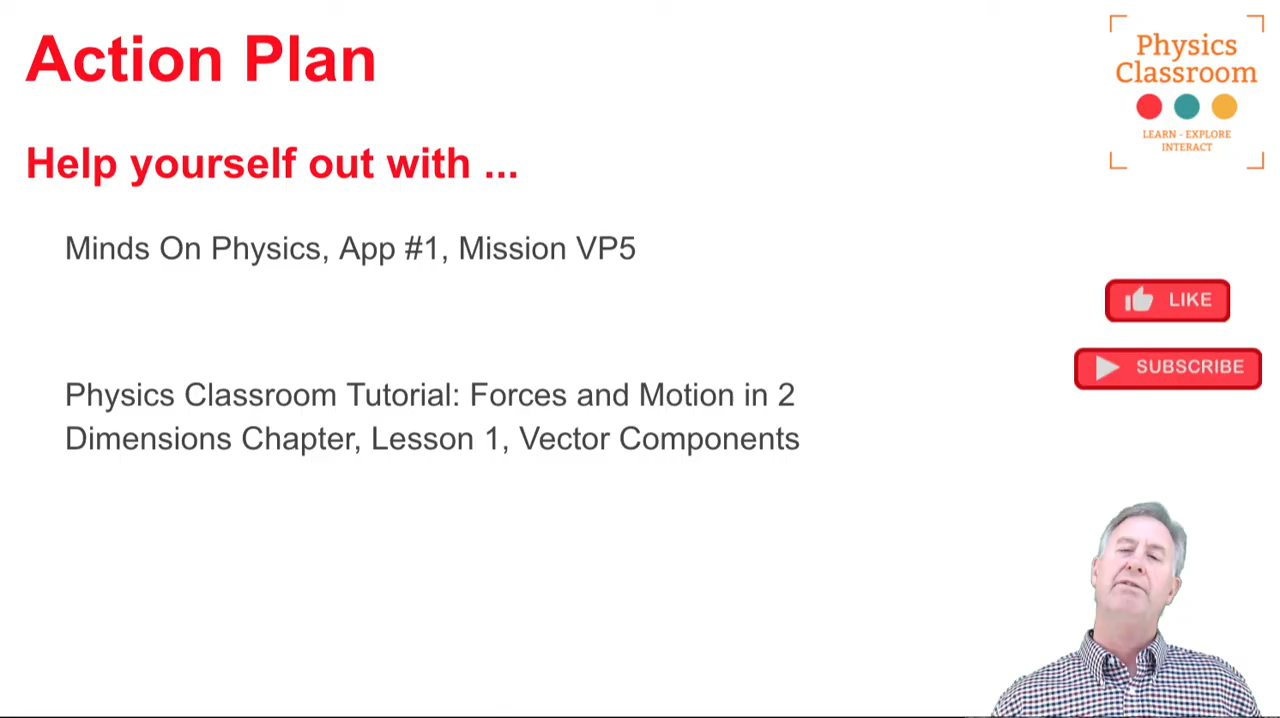 Action Plan
Physics
Classroom
LEARN - EXPLORE
INTERACT
Help yourself out with ...
Minds On Physics, App #1, Mission VP5
LIKE
SUBSCRIBE
Physics Classroom Tutorial: Forces and Motion in 2
Dimensions Chapter, Lesson 1, Vector Components